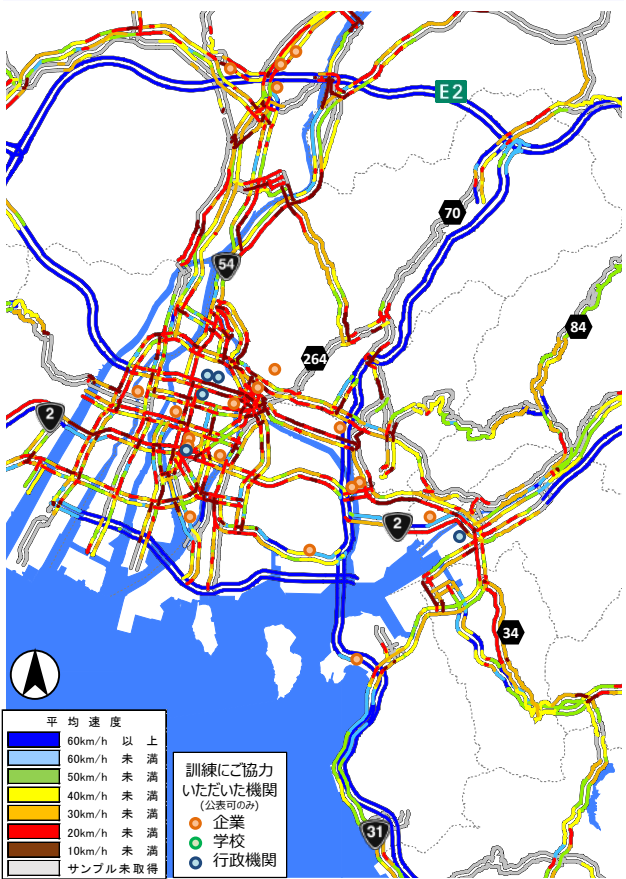 E2
70
54
84
264
2
2
34
31
平均速度
60km/h 以上
60km/h 未満
50km/h 未満
40km/h 未満
30km/h 未満
20km/h 未満
10km/h 未満
サンプル未取得
訓練にご協力
いただいた機関
(公表可のみ)
企業
学校
行政機関